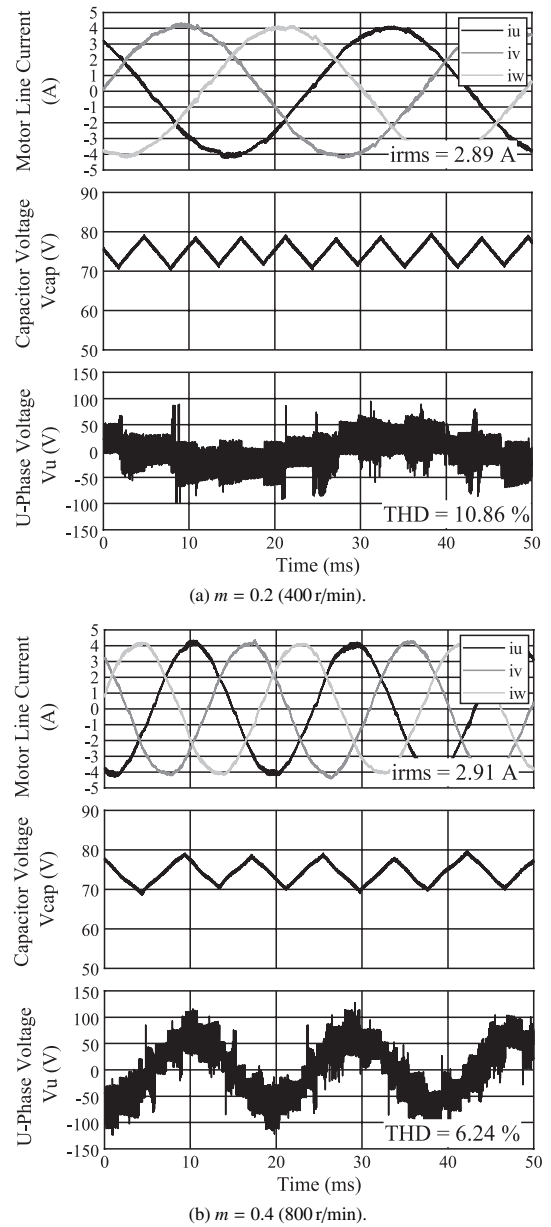 Motor Line Current
(A)
5
4
3
2
1
0
-1
-2
-3
-4
-5
iu
iv
iw
irms = 2.89 A
Capacitor Voltage
Vcap (V)
90
80
70
60
50
U-Phase Voltage
Vu (V)
150
100
50
0
-50
-100
-150
THD = 10.86 %
0 10 20 30 40 50
Time (ms)
(a) m = 0.2 (400 r/min).
Motor Line Current
(A)
5
4
3
2
1
0
-1
-2
-3
-4
-5
iu
iv
iw
irms = 2.91 A
Capacitor Voltage
Vcap (V)
90
80
70
60
50
U-Phase Voltage
Vu (V)
150
100
50
0
-50
-100
-150
THD = 6.24 %
0 10 20 30 40 50
Time (ms)
(b) m = 0.4 (800 r/min).